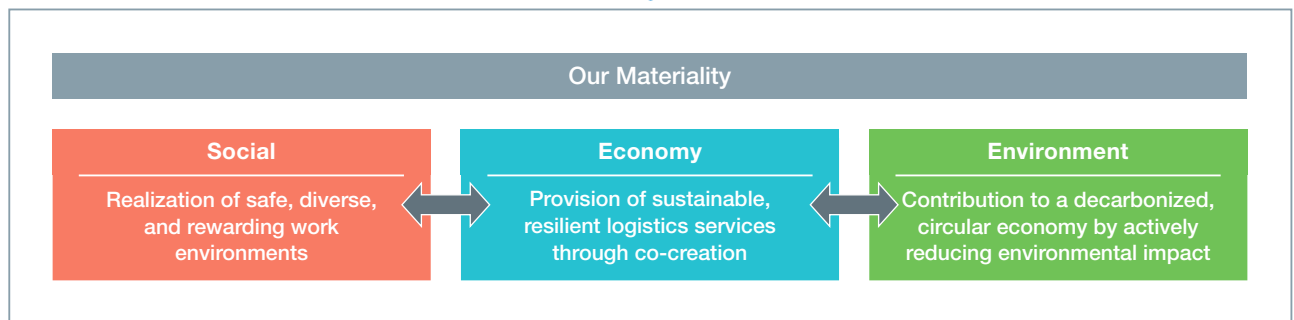 Our Materiality
Social
Realization of safe, diverse,
and rewarding work
environments
Economy
Provision of sustainable,
resilient logistics services
through co-creation
Environment
Contribution to a decarbonized,
circular economy by actively
reducing environmental impact